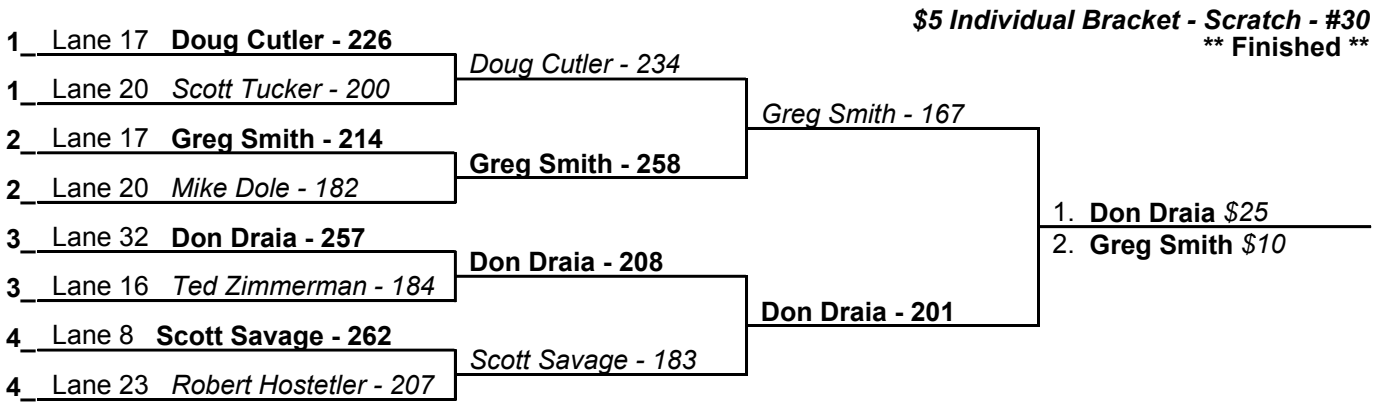 $5 Individual Bracket - Scratch - #30
** Finished **
1_ Lane 17 Doug Cutler - 226
1_ Lane 20 Scott Tucker - 200
2_ Lane 17 Greg Smith - 214
2_ Lane 20 Mike Dole - 182
3_ Lane 32 Don Draia - 257
3_ Lane 16 Ted Zimmerman - 184
4_ Lane 8 Scott Savage - 262
4_ Lane 23 Robert Hostetler - 207
Doug Cutler - 234
Greg Smith - 258
Don Draia - 208
Scott Savage - 183
Greg Smith - 167
Don Draia - 201
1. Don Draia $25
2. Greg Smith $10